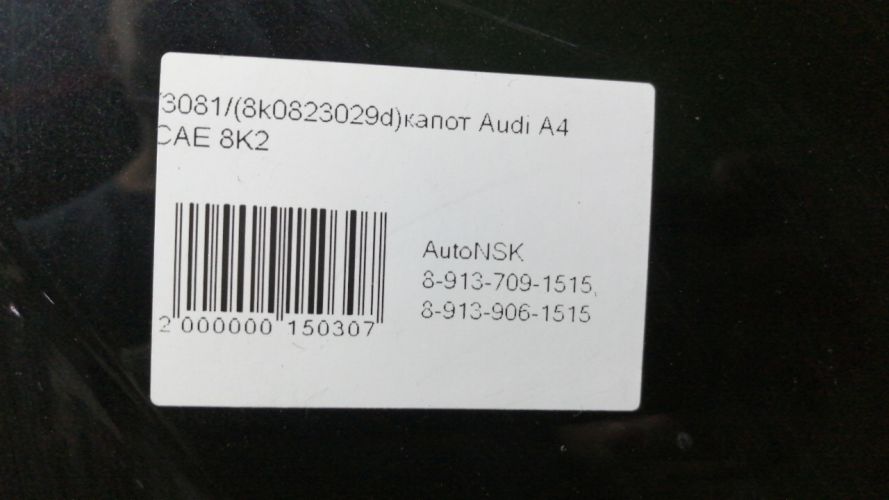 3081/(8k0823029d)капот Audi A4
CAE 8K2
AutoNSK
8-913-709-1515,
8-913-906-1515
2 000000 150307